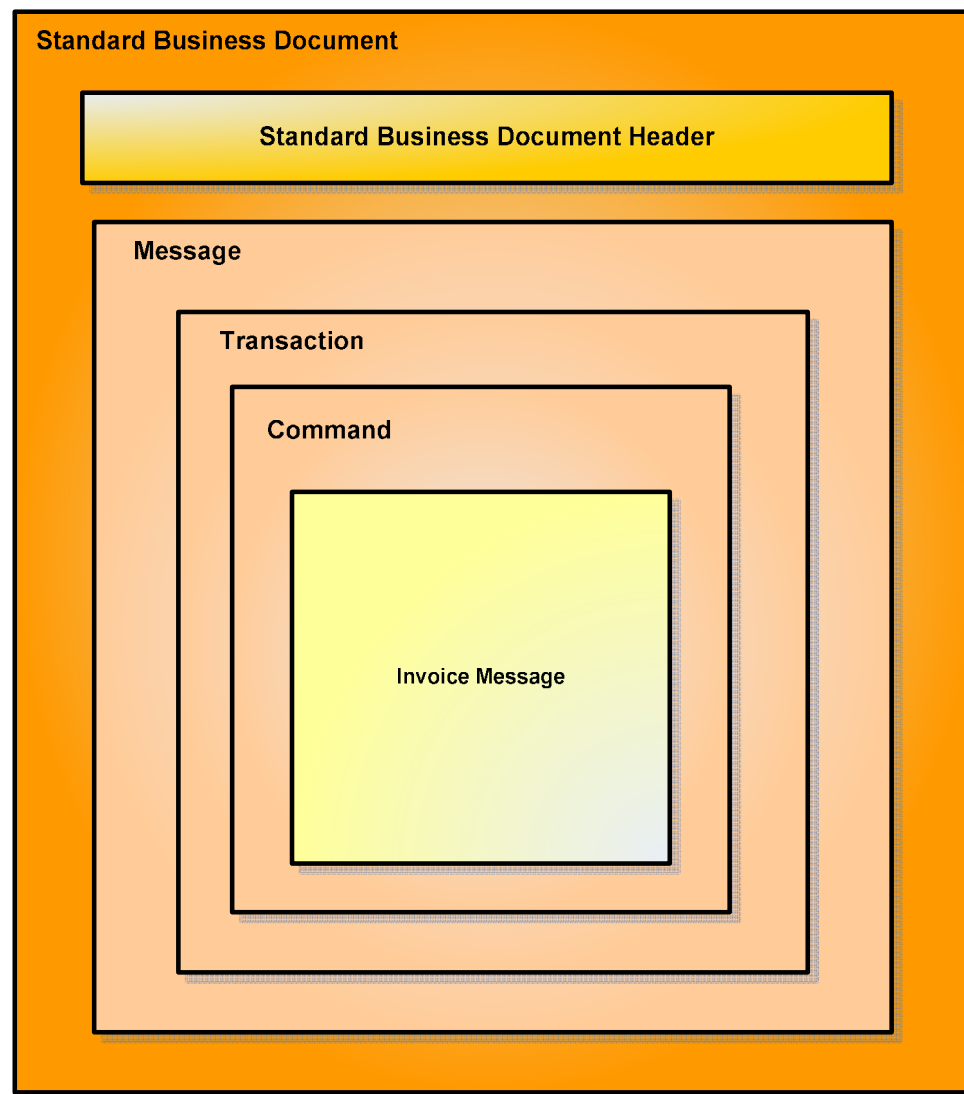 Standard Business Document
Standard Business Document Header
Message
Transaction
Command
Invoice Message